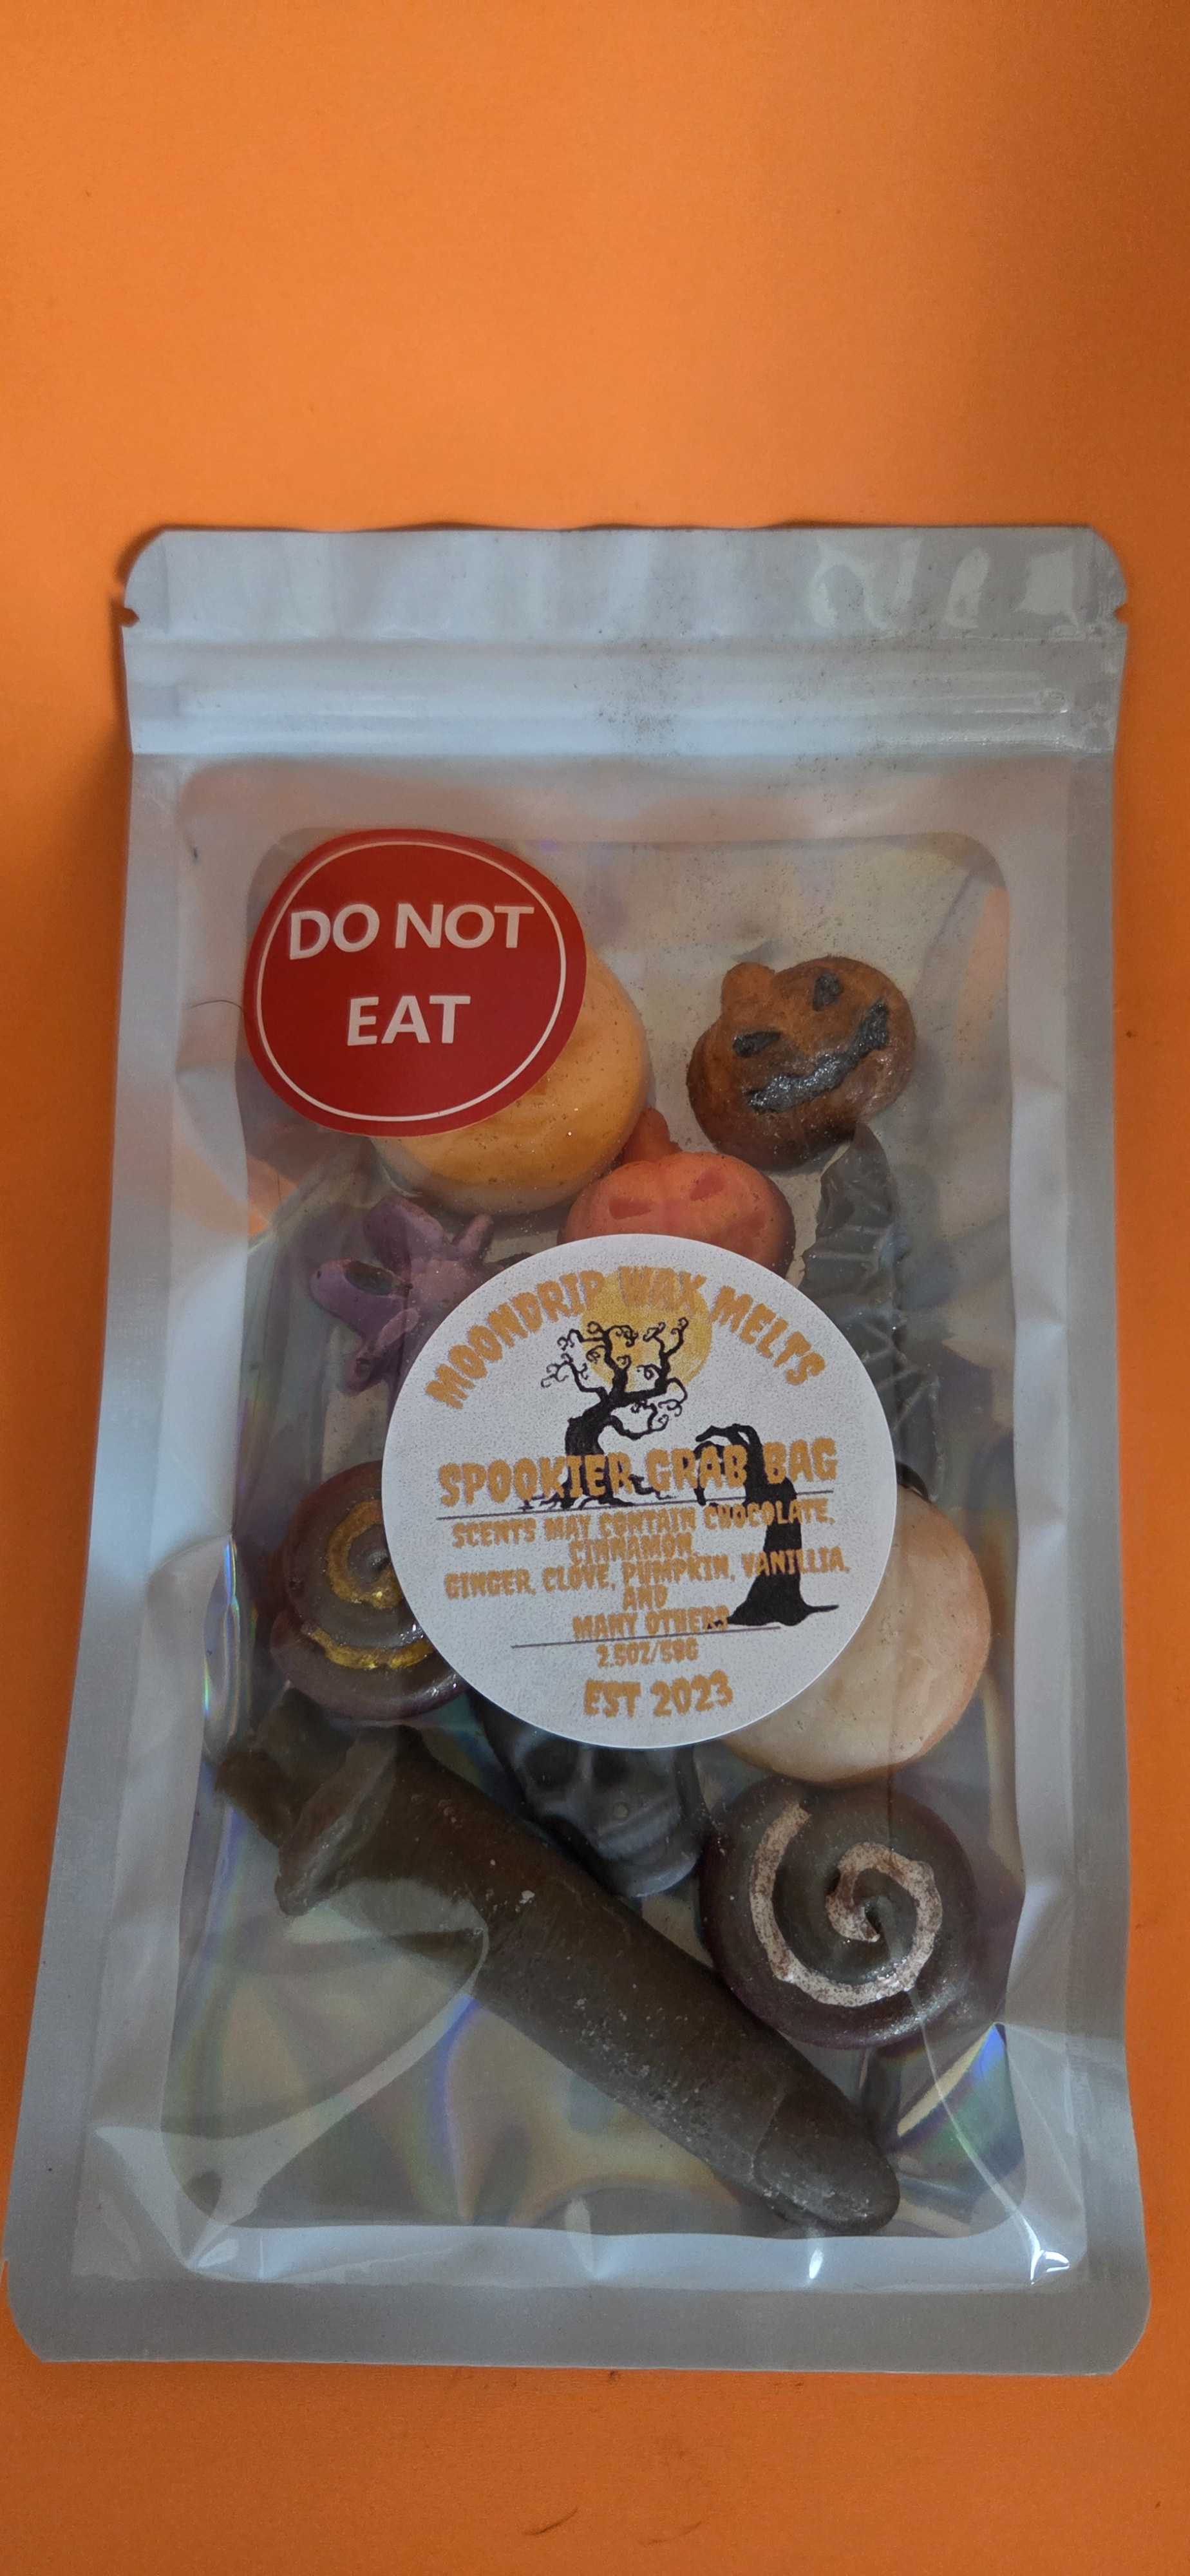 DO NOT
EAT
MOONDRIP WAX MELTS
SPOOKIER GRAB BAG
SCENTS MAY CONTAIN CHOCOLATE,
CINNAMON,
GINGER, CLOVE, PUMPKIN, VANILLIA,
AND
MANY OTHERS
2.5OZ/58G
EST 2023